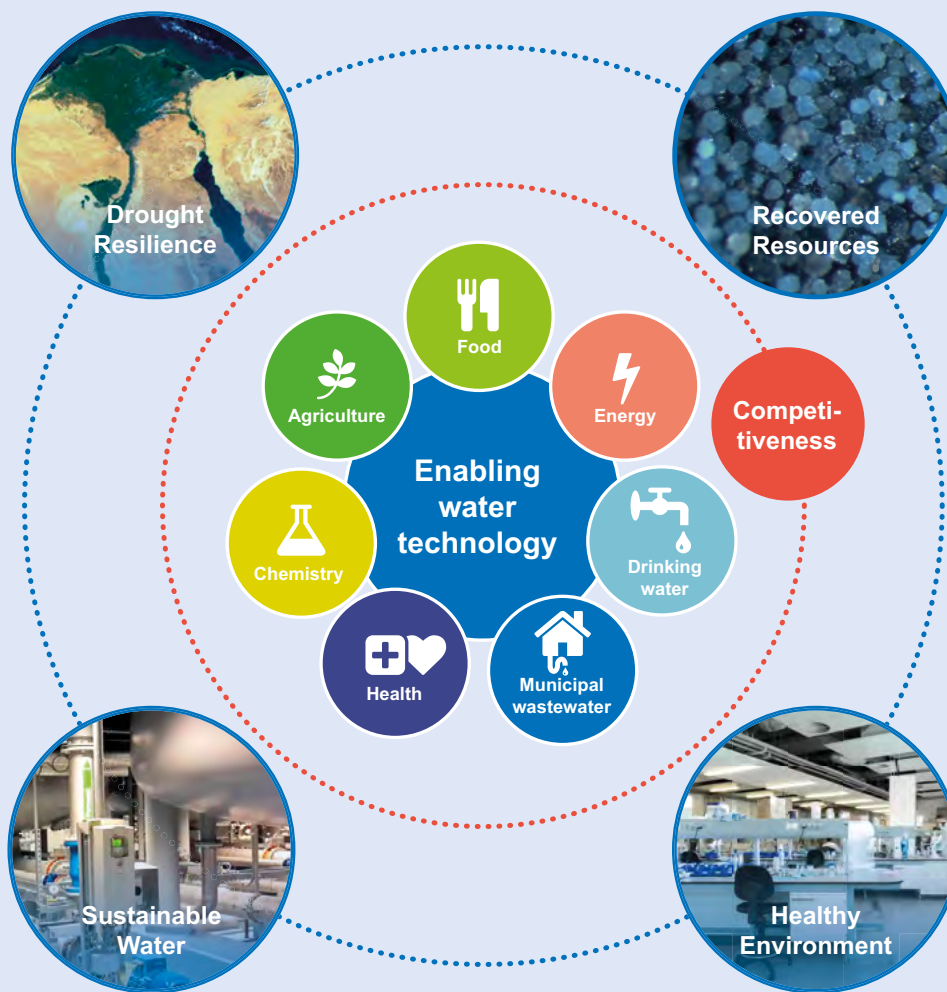 Drought
Resilience
Recovered
Resources
Food
Agriculture
Energy
Competi-
tiveness
Enabling
water
technology
Chemistry
Drinking
water
Health
Municipal
wastewater
Sustainable
Water
Healthy
Environment